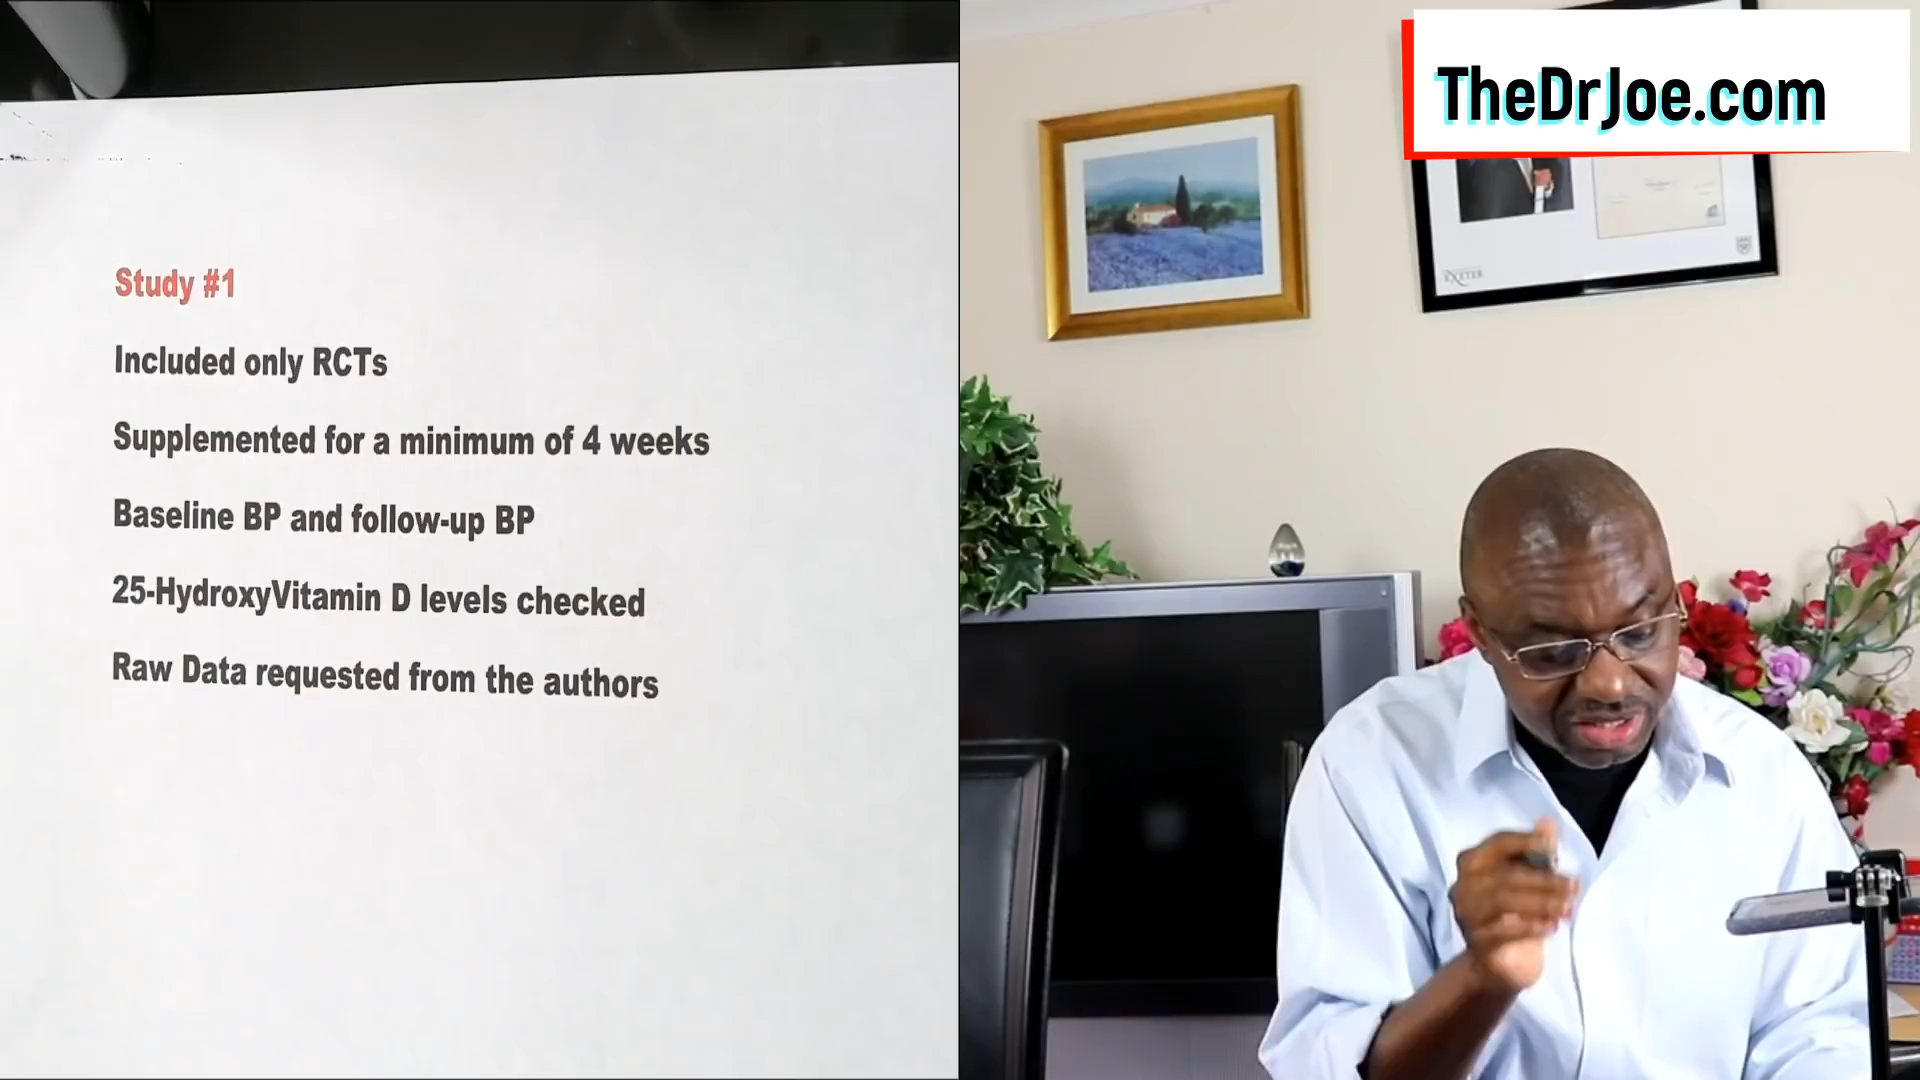 Study #1
Included only RCTs
Supplemented for a minimum of 4 weeks
Baseline BP and follow-up BP
25-HydroxyVitamin D levels checked
Raw Data requested from the authors
TheDrJoe.com
EXETER